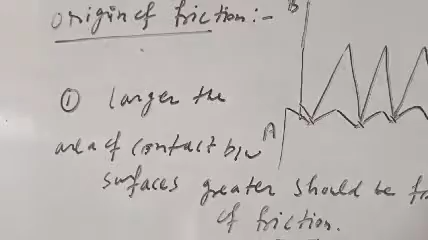 origin of friction :-
B
① larger the
area of contact b/w
A
surfaces greater should be
of friction.